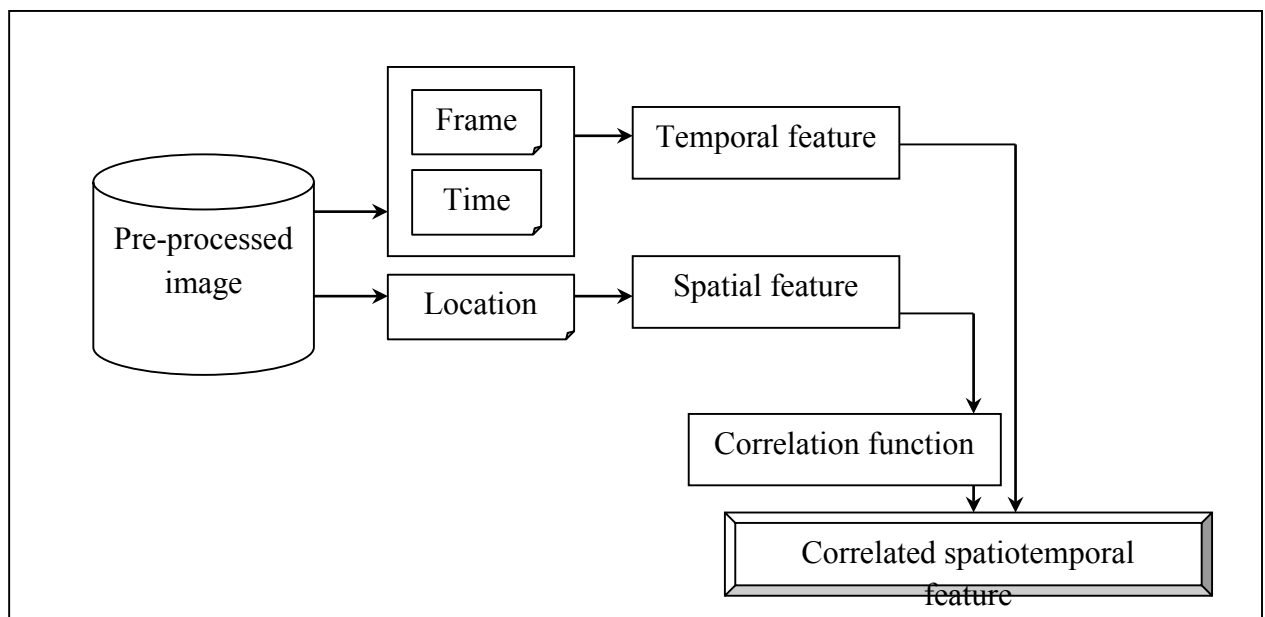 Frame
Time
Temporal feature
Pre-processed
image
Location
Spatial feature
Correlation function
Correlated spatiotemporal
feature